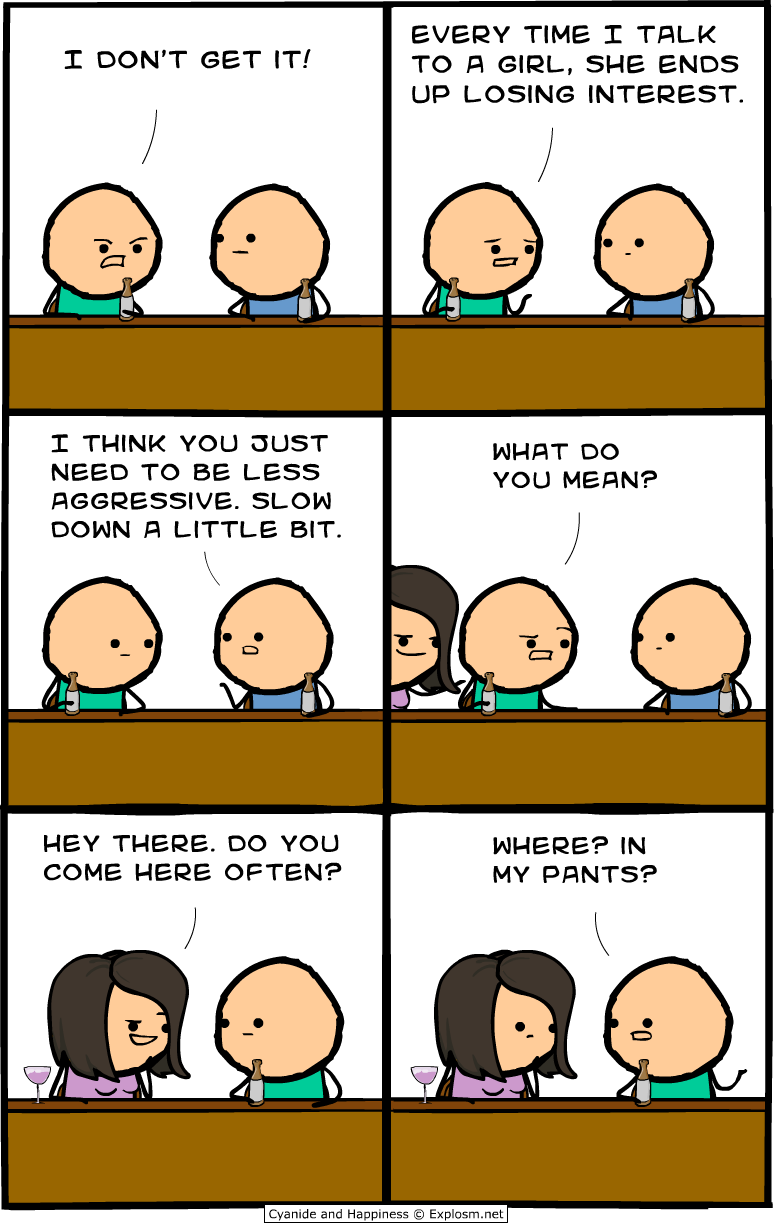 I DON'T GET IT!
EVERY TIME I TALK
TO A GIRL, SHE ENDS
UP LOSING INTEREST.
I THINK YOU JUST
NEED TO BE LESS
AGGRESSIVE. SLOW
DOWN A LITTLE BIT.
WHAT DO
YOU MEAN?
HEY THERE. DO YOU
COME HERE OFTEN?
WHERE? IN
MY PANTS?
Cyanide and Happiness © Explosm.net